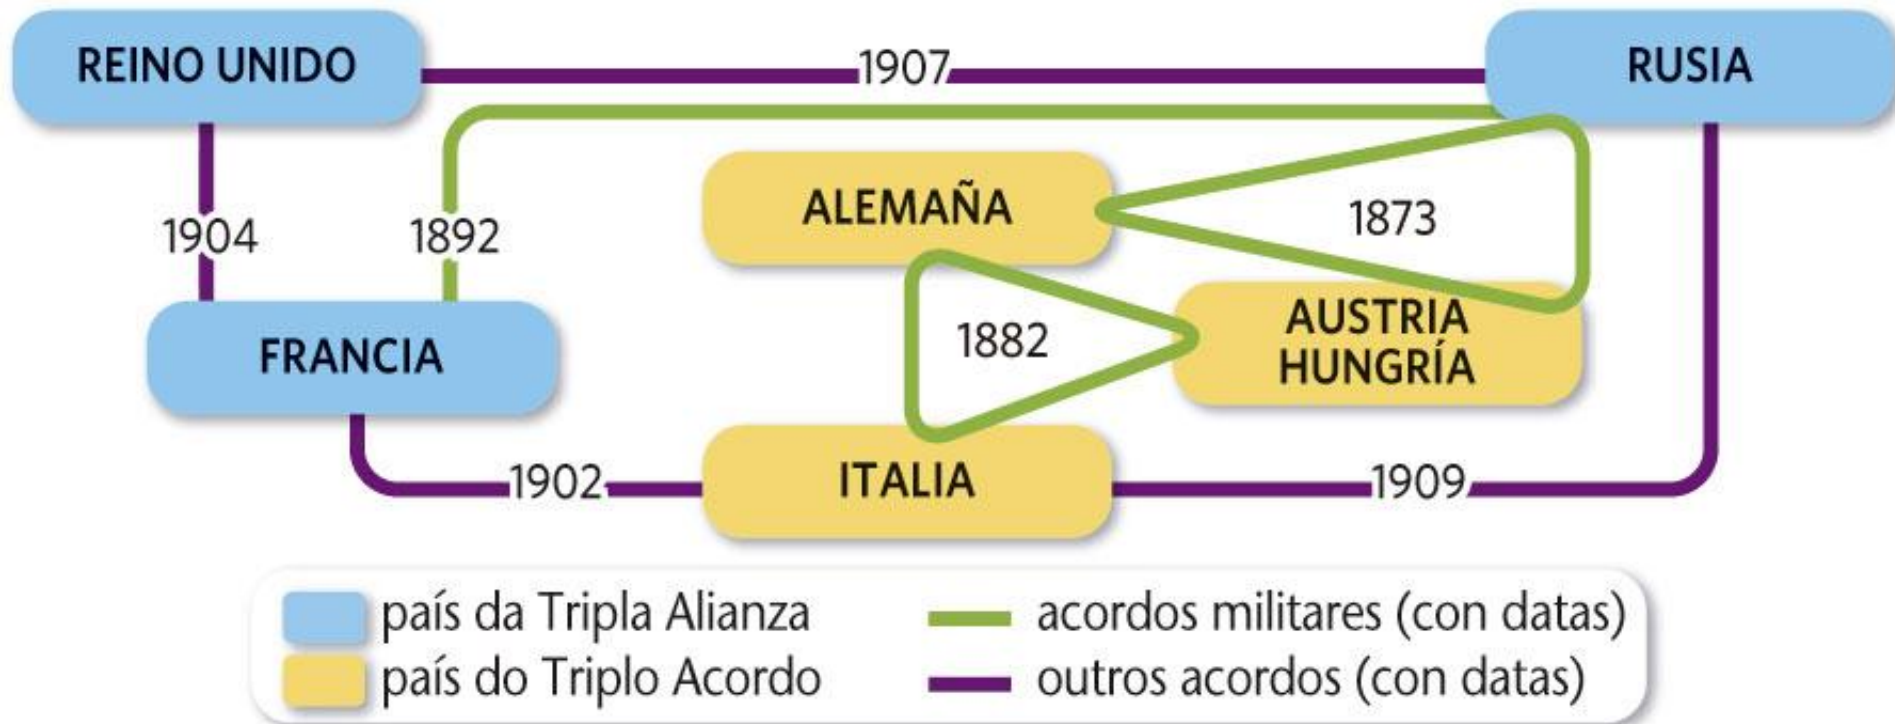 REINO UNIDO
1907
RUSIA
ALEMAÑA
1873
1904
1892
AUSTRIA
HUNGRÍA
1882
FRANCIA
1902
ITALIA
1909
país da Tripla Alianza
acordos militares (con datas)
país do Triplo Acordo
outros acordos (con datas)